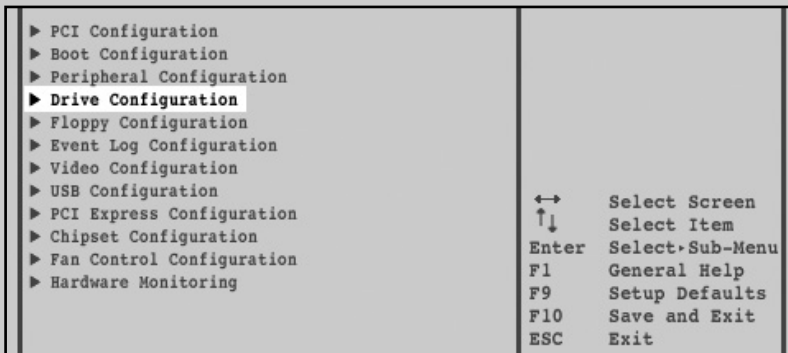 ▶ PCI Configuration
▶ Boot Configuration
▶ Peripheral Configuration
▶ Drive Configuration
▶ Floppy Configuration
▶ Event Log Configuration
▶ Video Configuration
▶ USB Configuration
▶ PCI Express Configuration
▶ Chipset Configuration
▶ Fan Control Configuration
▶ Hardware Monitoring
↔ Select Screen
↑↓ Select Item
Enter Select▸Sub-Menu
F1 General Help
F9 Setup Defaults
F10 Save and Exit
ESC Exit